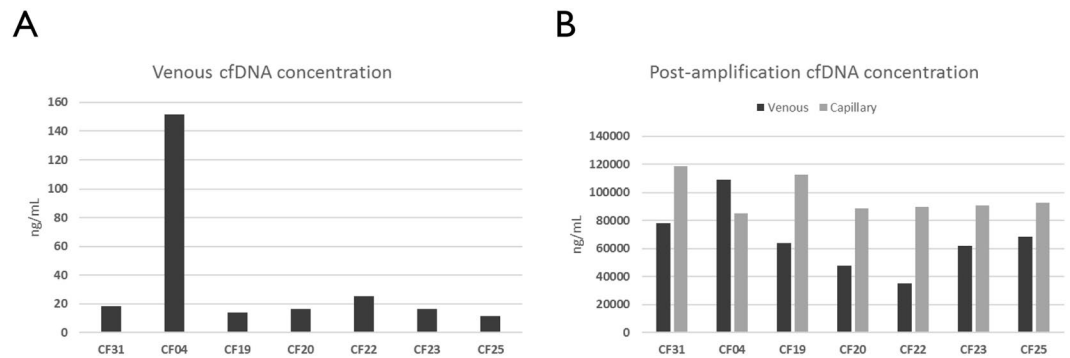 A
Venous cfDNA concentration
160
140
120
100
80
60
40
20
0
ng/mL
CF31 CF04 CF19 CF20 CF22 CF23 CF25
B
Post-amplification cfDNA concentration
Venous Capillary
140000
120000
100000
80000
60000
40000
20000
0
ng/mL
CF31 CF04 CF19 CF20 CF22 CF23 CF25